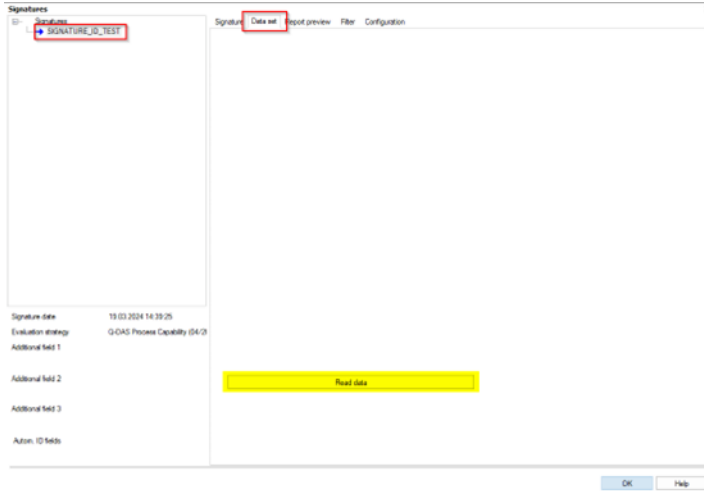 Signatures
Signatures
SIGNATURE_ID_TEST
Signature Data set Report preview Filter Configuration
Signature date 19.03.2024 14:39:25
Evaluation strategy Q-DAS Process Capability (04/2
Additional field 1
Additional field 2
Additional field 3
Autom. ID fields
Read data
OK Help